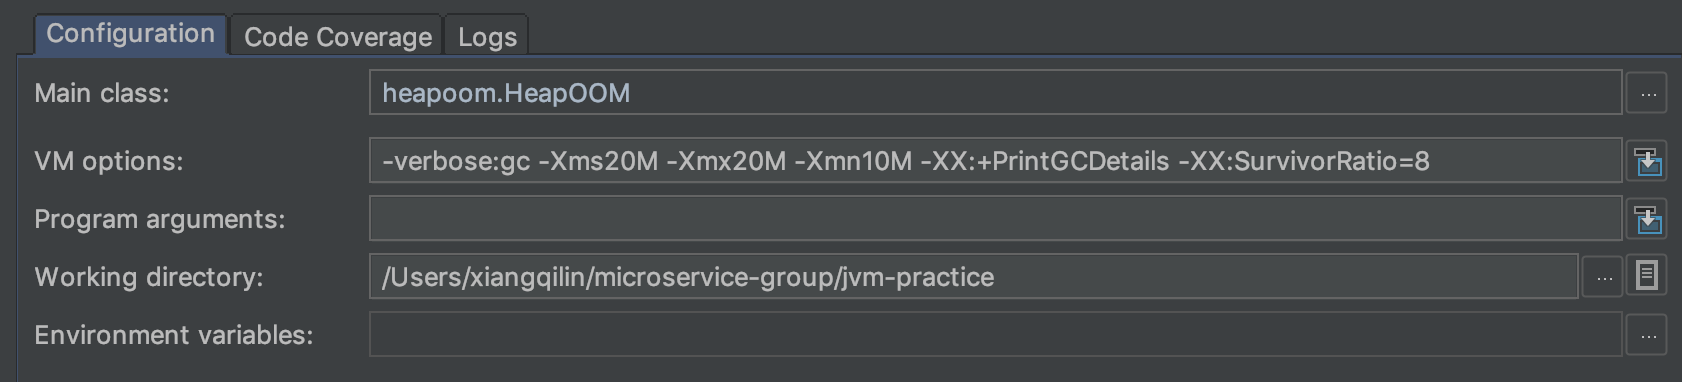 Configuration Code Coverage Logs
Main class: heapoom.HeapOOM ...
VM options: -verbose:gc -Xms20M -Xmx20M -Xmn10M -XX:+PrintGCDetails -XX:SurvivorRatio=8
Program arguments:
Working directory: /Users/xiangqilin/microservice-group/jvm-practice ...
Environment variables: ...